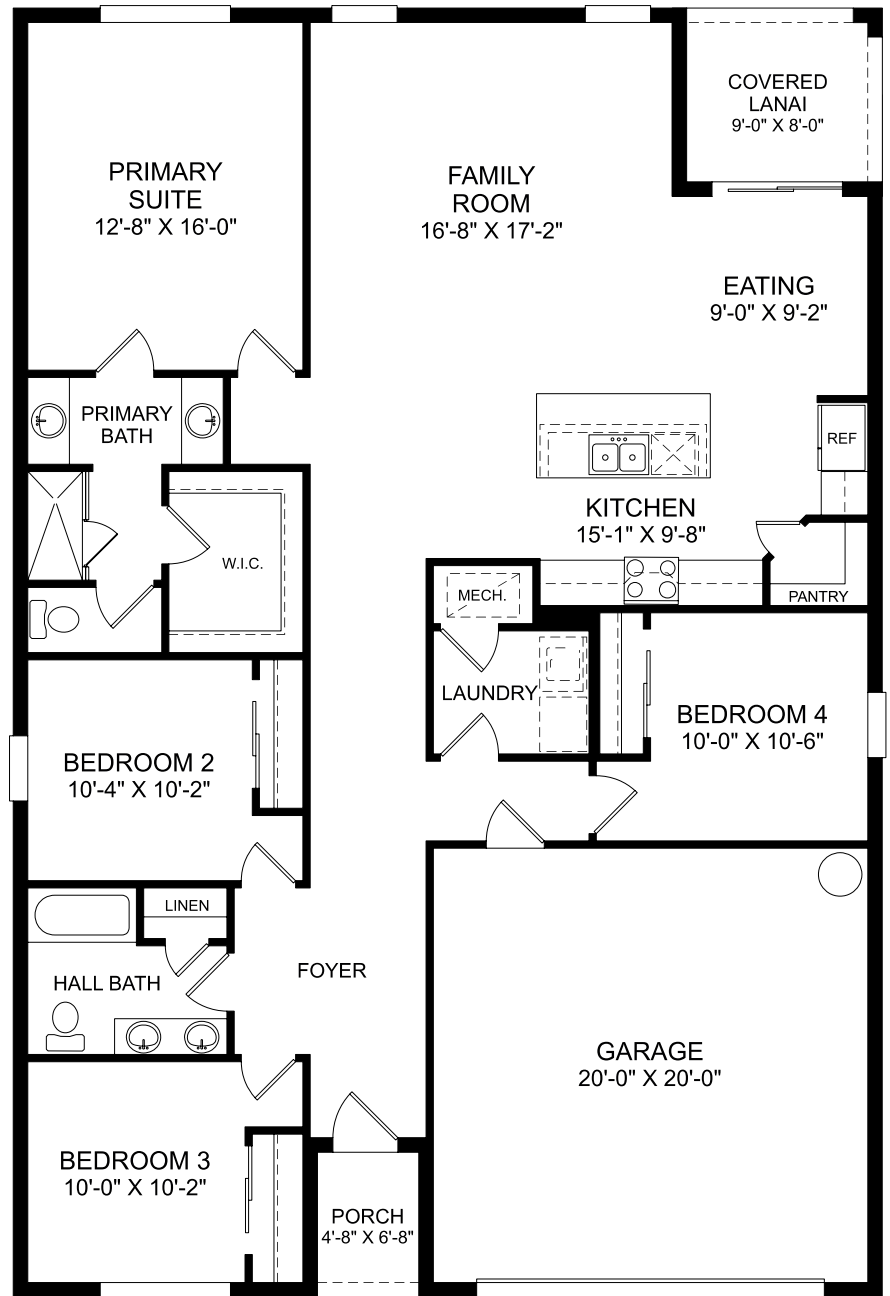 COVERED
LANAI
9'-0" X 8'-0"
PRIMARY
SUITE
12'-8" X 16'-0"
FAMILY
ROOM
16'-8" X 17'-2"
EATING
9'-0" X 9'-2"
PRIMARY
BATH
REF
KITCHEN
15'-1" X 9'-8"
W.I.C.
MECH.
PANTRY
LAUNDRY
BEDROOM 4
10'-0" X 10'-6"
BEDROOM 2
10'-4" X 10'-2"
LINEN
HALL BATH
FOYER
GARAGE
20'-0" X 20'-0"
BEDROOM 3
10'-0" X 10'-2"
PORCH
4'-8" X 6'-8"